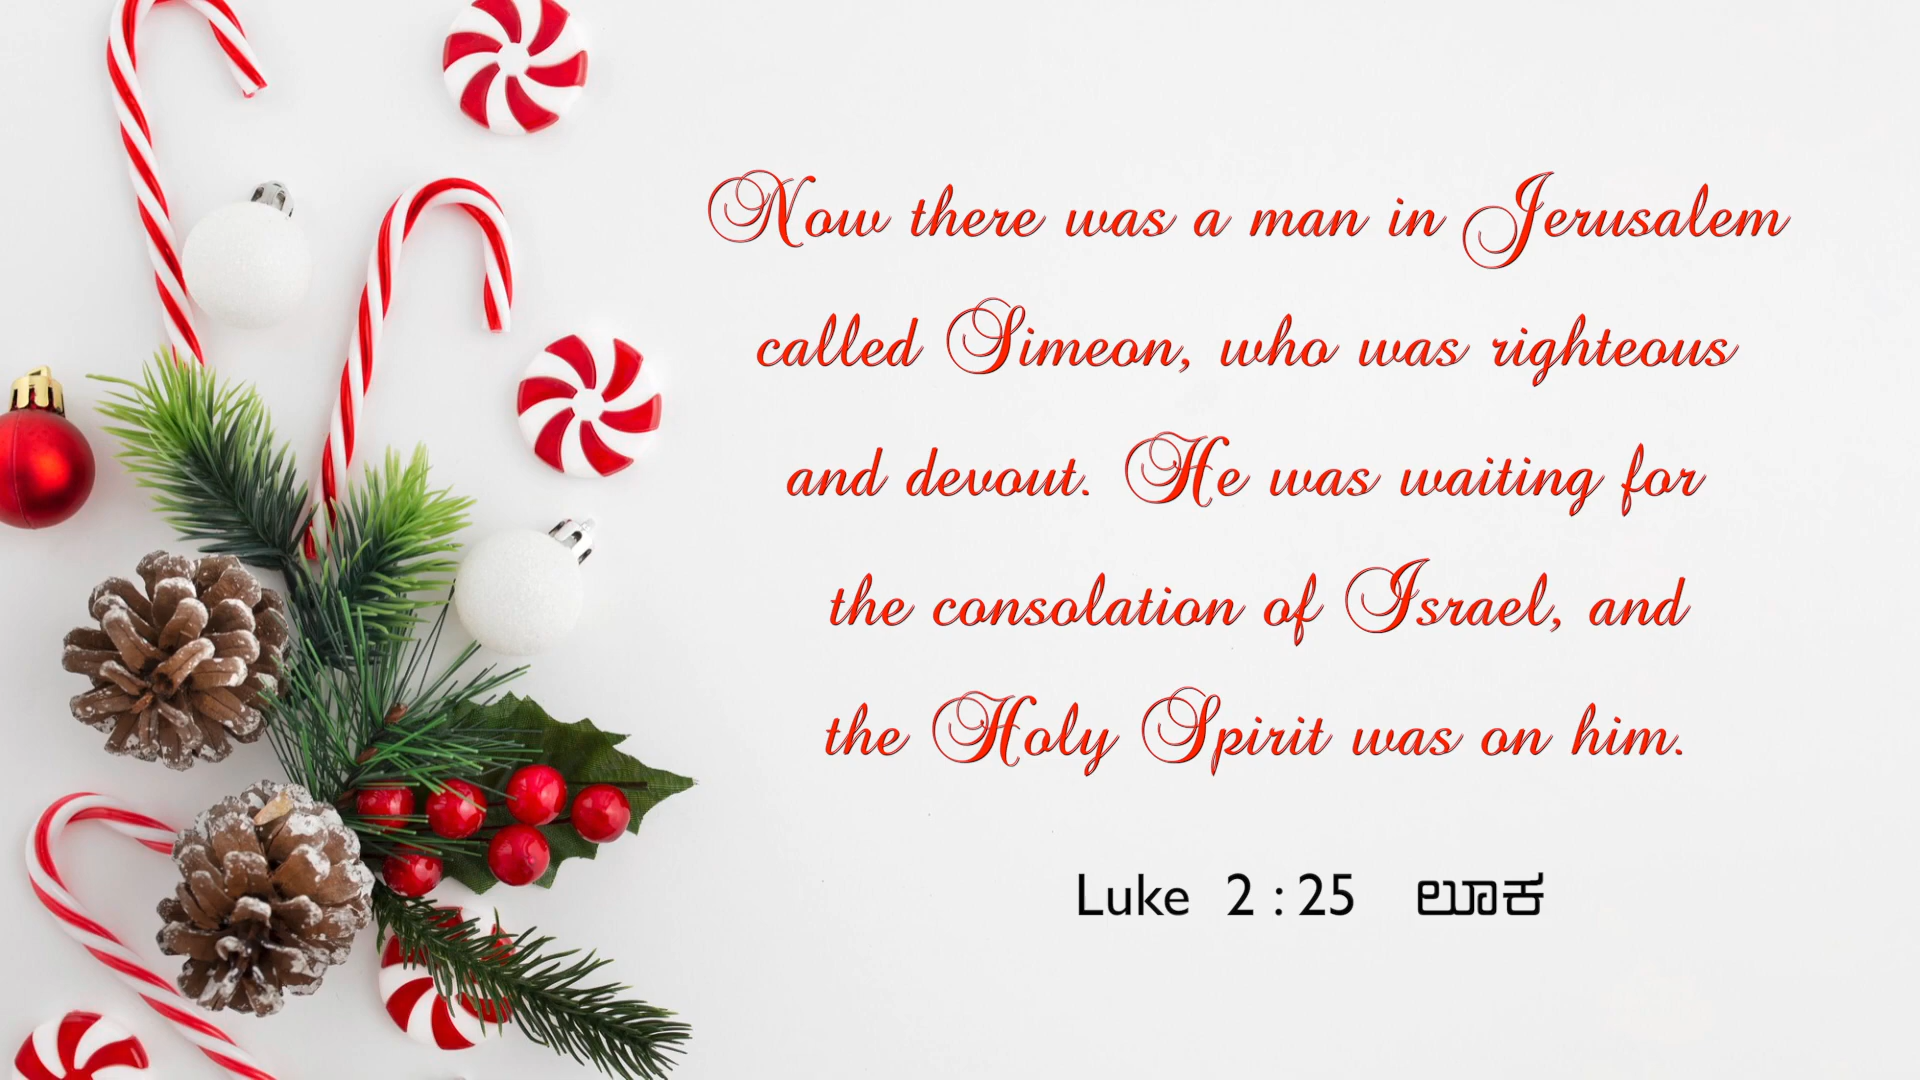 Now there was a man in Jerusalem
called Simeon, who was righteous
and devout. He was waiting for
the consolation of Israel, and
the Holy Spirit was on him.
Luke 2 : 25 ಲೂಕ